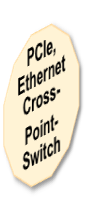 PCIe,
Ethernet
Cross-
Point-
Switch